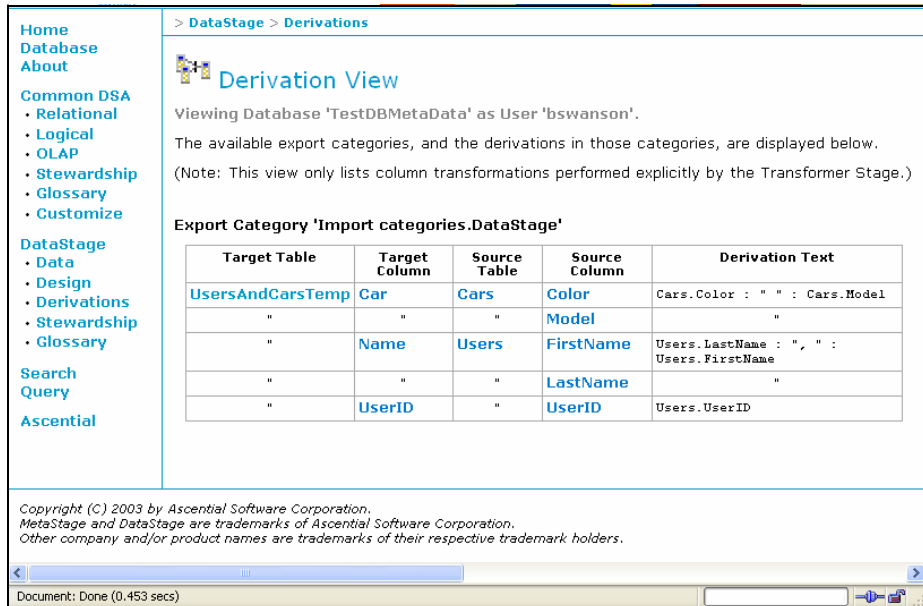 > DataStage > Derivations
Home
Database
About
Common DSA
• Relational
• Logical
• OLAP
• Stewardship
• Glossary
• Customize
DataStage
• Data
• Design
• Derivations
• Stewardship
• Glossary
Search
Query
Ascential
Derivation View
Viewing Database 'TestDBMetaData' as User 'bswanson'.
The available export categories, and the derivations in those categories, are displayed below.
(Note: This view only lists column transformations performed explicitly by the Transformer Stage.)
Export Category 'Import categories.DataStage'
Target Table Target Column Source Table Source Column Derivation Text
UsersAndCarsTemp Car Cars Color Cars.Color : " " : Cars.Model
" " " Model "
" Name Users FirstName Users.LastName : ", " :
Users.FirstName
" " " LastName "
" UserID " UserID Users.UserID
Copyright (C) 2003 by Ascential Software Corporation.
MetaStage and DataStage are trademarks of Ascential Software Corporation.
Other company and/or product names are trademarks of their respective trademark holders.
Document: Done (0.453 secs)